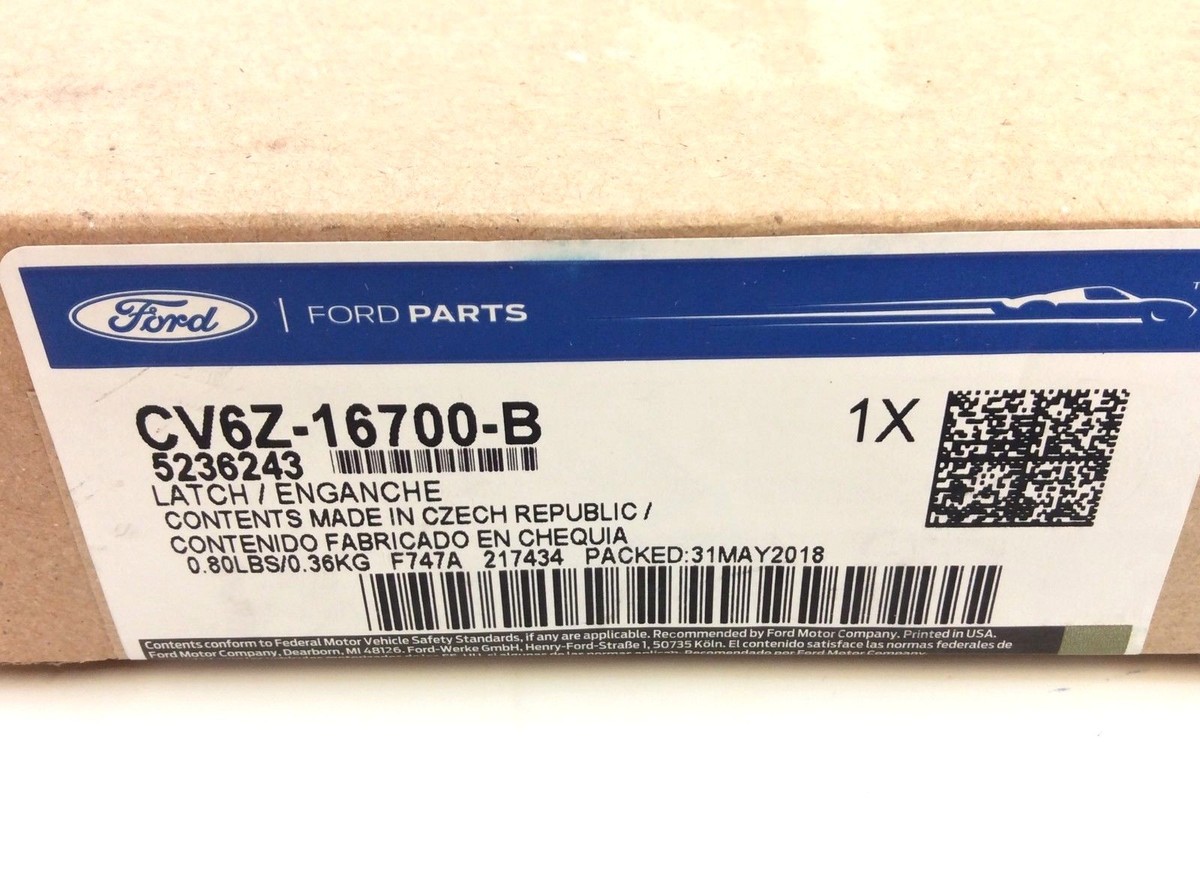 Ford | FORD PARTS
CV6Z-16700-B
1X
5236243
LATCH / ENGANCHE
CONTENTS MADE IN CZECH REPUBLIC /
CONTENIDO FABRICADO EN CHEQUIA
0.80LBS/0.36KG F747A 217434 PACKED:31MAY2018
Contents conform to Federal Motor Vehicle Safety Standards, if any are applicable. Recommended by Ford Motor Company. Printed in USA.
Ford Motor Company, Dearborn, MI 48126. Ford-Werke GmbH, Henry-Ford-Straße 1, 50735 Köln. El contenido satisface las normas federales de